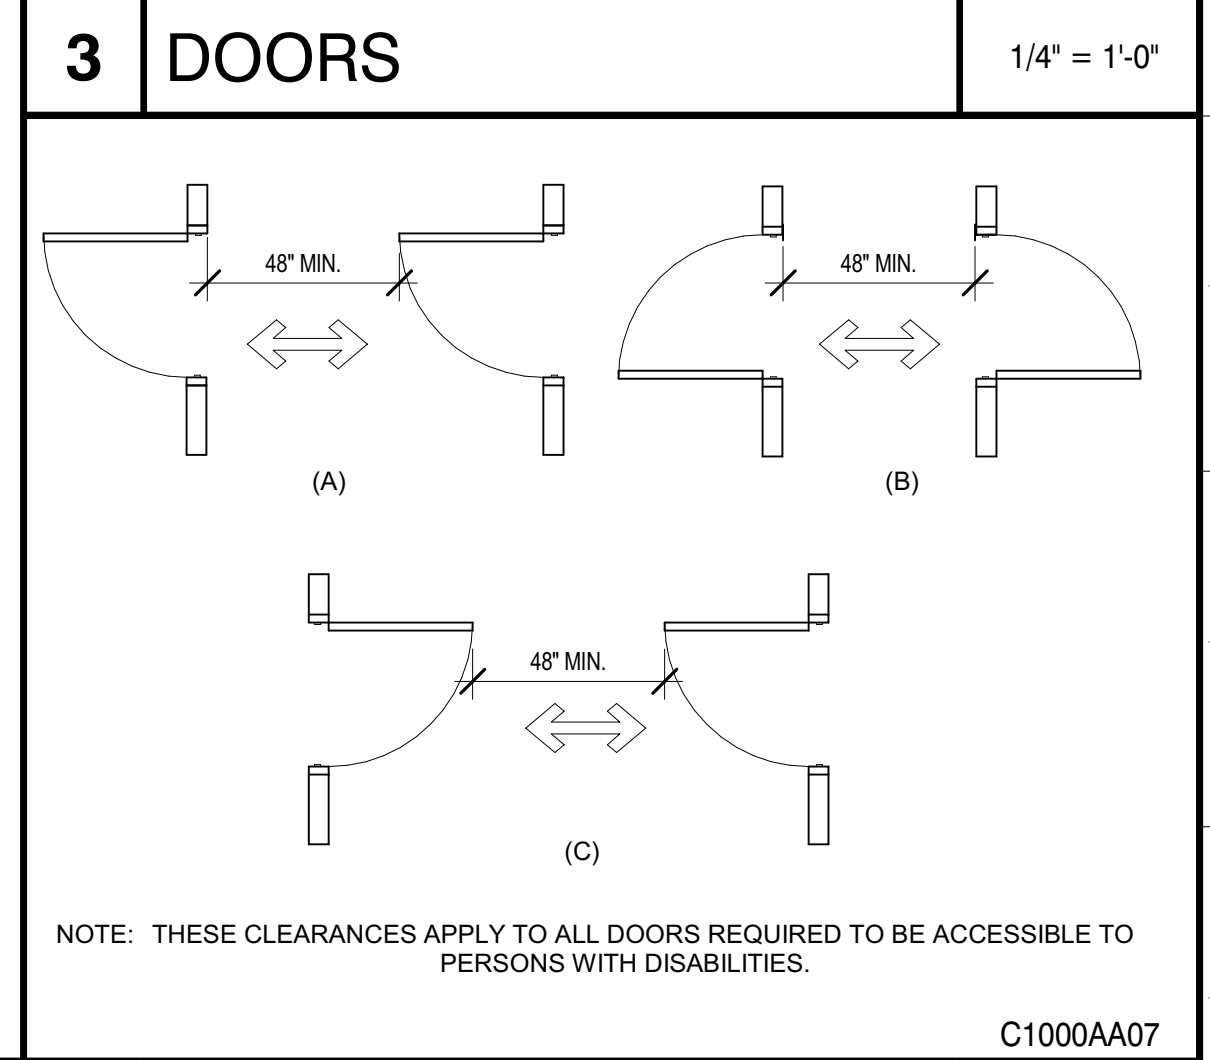 3
DOORS
1/4" = 1'-0"
48" MIN.
48" MIN.
(A)
(B)
48" MIN.
(C)
NOTE: THESE CLEARANCES APPLY TO ALL DOORS REQUIRED TO BE ACCESSIBLE TO
PERSONS WITH DISABILITIES.
C1000AA07